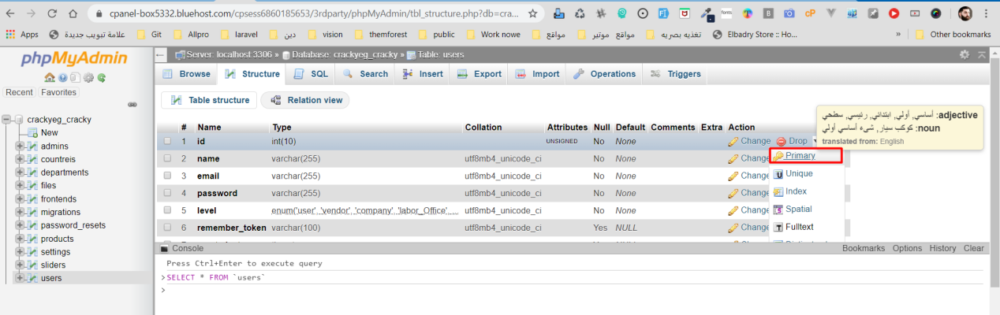 cpanel-box5332.bluehost.com/cpsess6860185653/3rdparty/phpMyAdmin/tbl_structure.php?db=cra...
Apps علامة تبويب جديدة Git Allpro laravel دين vision themforest public Work nowe مواقع مواقع موتير تغذيه بصريه Elbadry Store :: Ho... » Other bookmarks
phpMyAdmin
Recent Favorites
crackyeg_cracky
New
admins
countreis
departments
files
frontends
migrations
password_resets
products
settings
sliders
users
Server: localhost:3306 » Database: crackyeg_cracky » Table: users
Browse Structure SQL Search Insert Export Import Operations Triggers
Table structure Relation view
adjective: أساسي, أولي, ابتدائي, رئيسي, سطحي
noun: كوكب سيار, شيء أساسي أولي
translated from: English
# Name Type Collation Attributes Null Default Comments Extra Action
1 id int(10) UNSIGNED No None Change Drop
2 name varchar(255) utf8mb4_unicode_ci No None Change
3 email varchar(255) utf8mb4_unicode_ci No None Change
4 password varchar(255) utf8mb4_unicode_ci No None Change
5 level enum('user', 'vendor', 'company', 'labor_Office', ... utf8mb4_unicode_ci No None Change
6 remember_token varchar(100) utf8mb4_unicode_ci Yes NULL Change
Primary
Unique
Index
Spatial
Fulltext
Console Bookmarks Options History Clear
Press Ctrl+Enter to execute query
>SELECT * FROM `users`
>